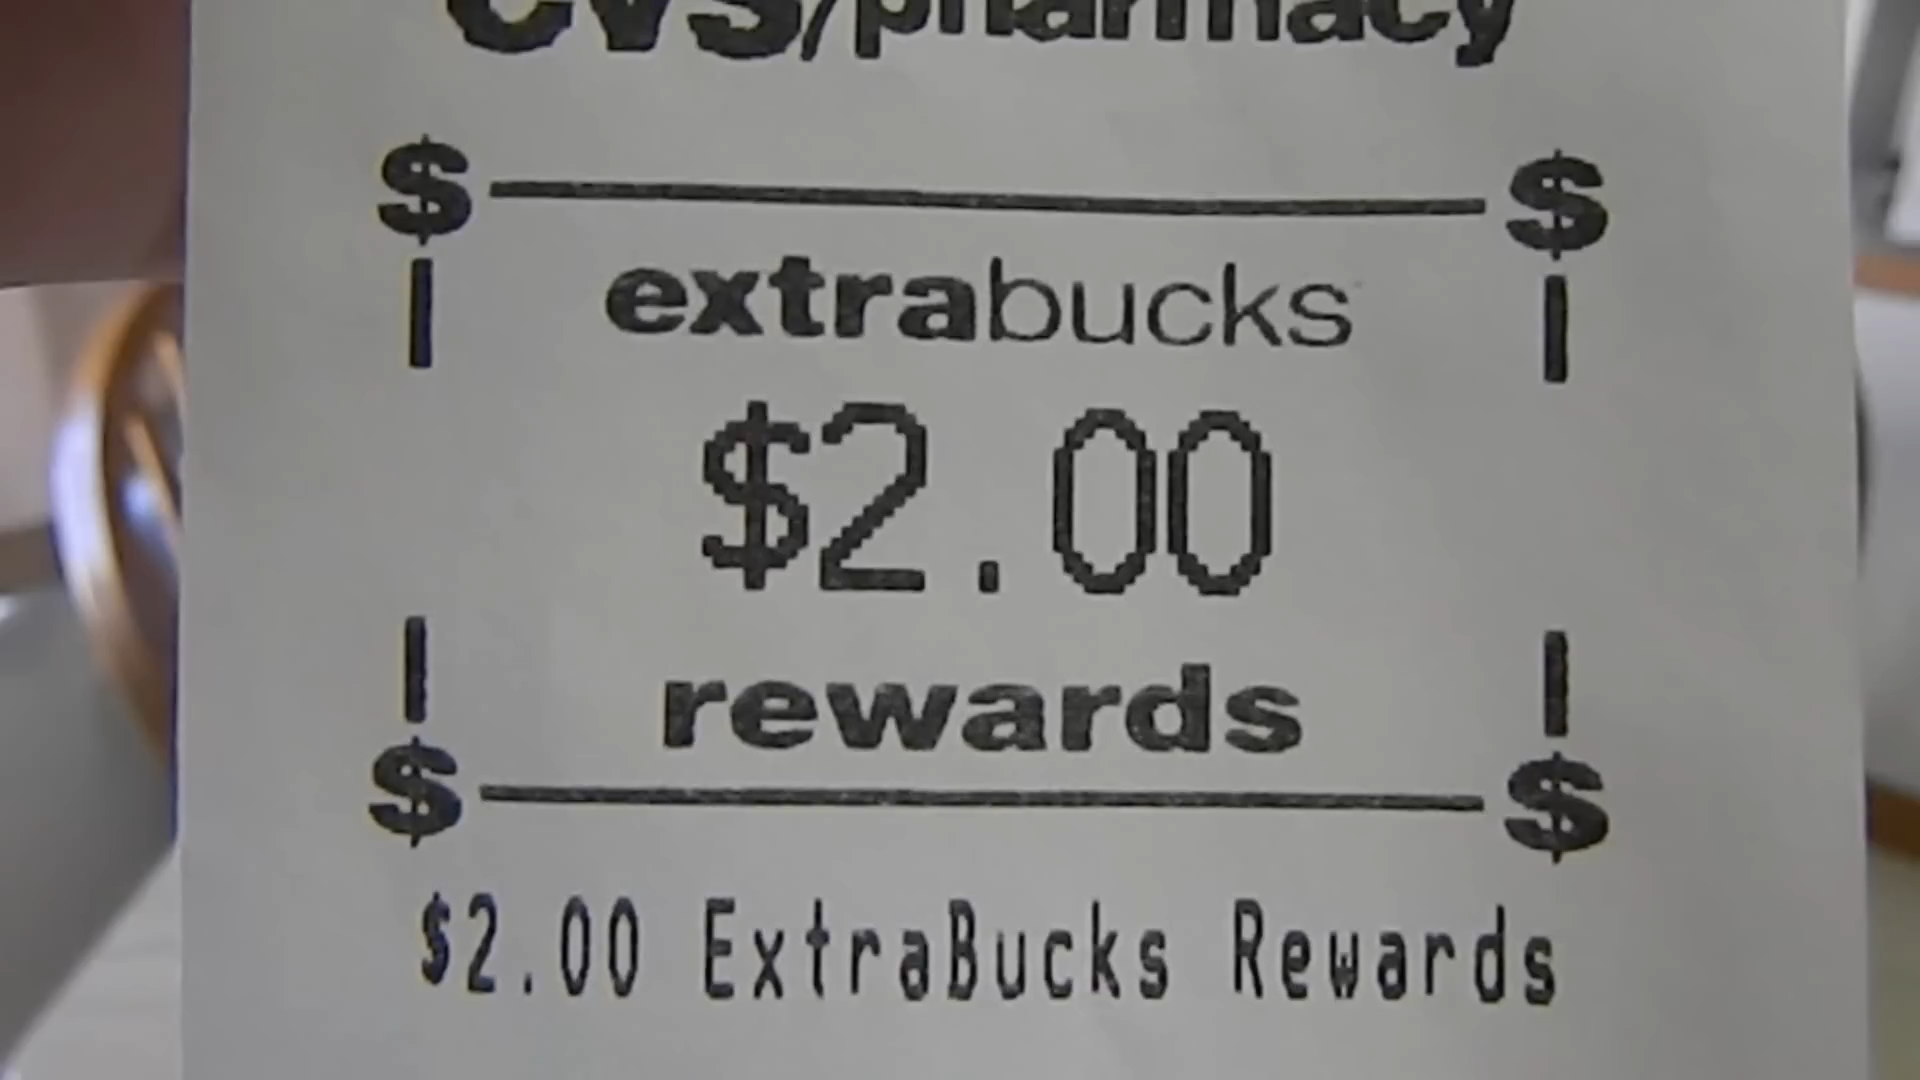 CVS/pharmacy
$ $
extrabucks
$2.00
rewards
$ $
$2.00 ExtraBucks Rewards